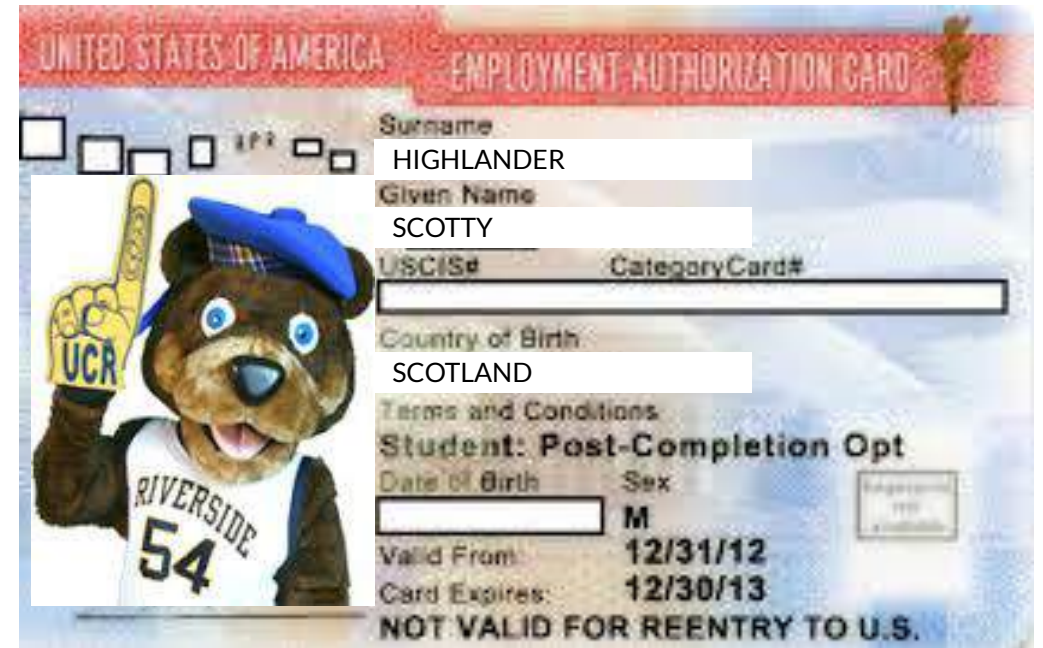 UNITED STATES OF AMERICA
EMPLOYMENT AUTHORIZATION CARD
Surname
HIGHLANDER
Given Name
SCOTTY
USCIS# Category Card#
Country of Birth
SCOTLAND
Terms and Conditions
Student: Post-Completion Opt
Date of Birth Sex
M
Valid From: 12/31/12
Card Expires: 12/30/13
NOT VALID FOR REENTRY TO U.S.
UCR
RIVERSIDE
54